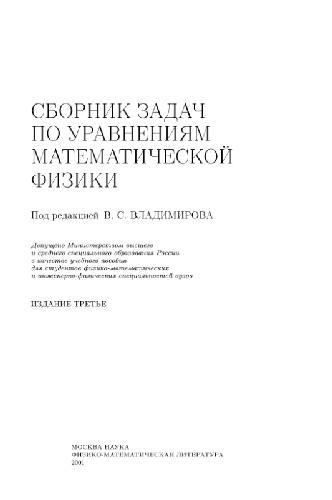 СБОРНИК ЗАДАЧ
ПО УРАВНЕНИЯМ
МАТЕМАТИЧЕСКОЙ
ФИЗИКИ
Под редакцией В. С. ВЛАДИМИРОВА
Допущено Министерством высшего
и среднего специального образования России
в качестве учебного пособия
для студентов физико-математических
и инженерно-физических специальностей вузов
ИЗДАНИЕ ТРЕТЬЕ
МОСКВА НАУКА
ФИЗИКО-МАТЕМАТИЧЕСКАЯ ЛИТЕРАТУРА
2001